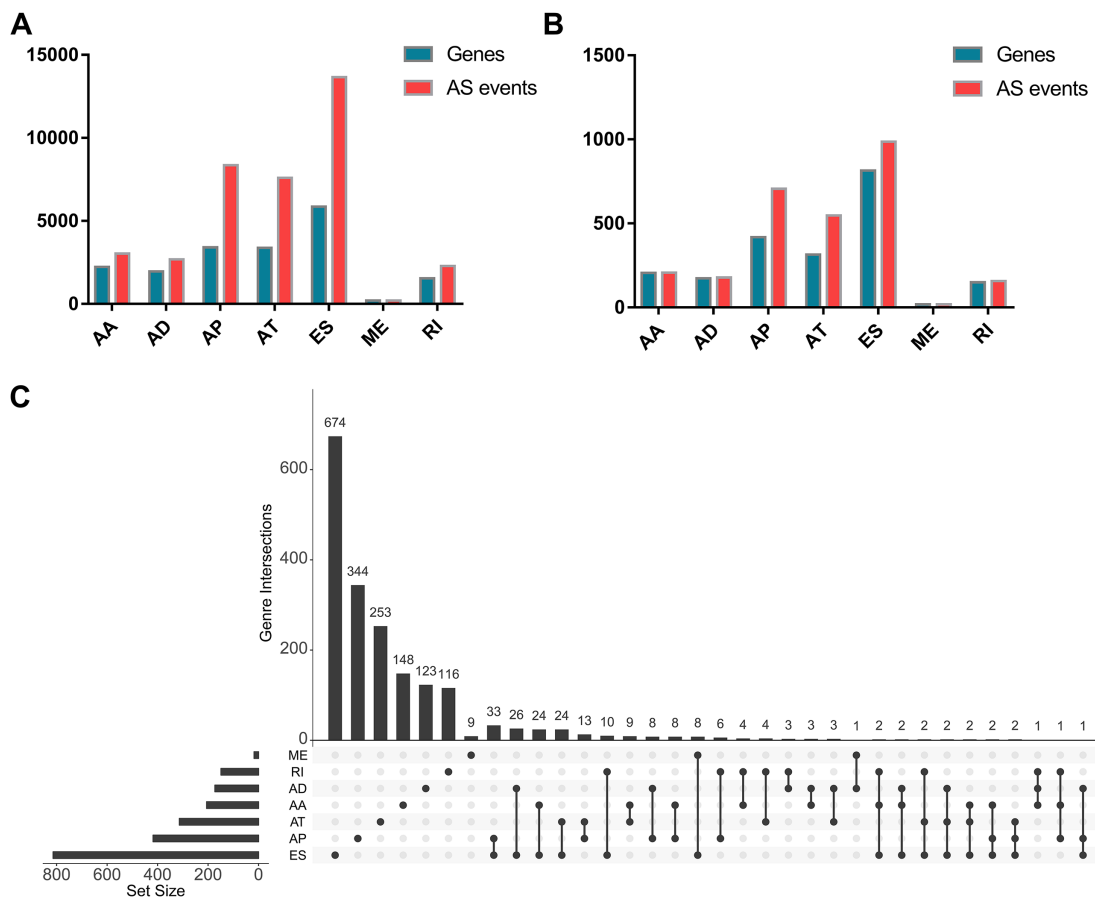 A
15000
10000
5000
0
Genes
AS events
AA AD AP AT ES ME RI
B
1500
1000
500
0
Genes
AS events
AA AD AP AT ES ME RI
C
Genre Intersections
600
400
200
0
674 344 253 148 123 116 9 33 26 24 24 13 10 9 8 8 8 6 4 4 3 3 3 1 2 2 2 2 2 2 2 1 1 1
ME
RI
AD
AA
AT
AP
ES
800 600 400 200 0
Set Size